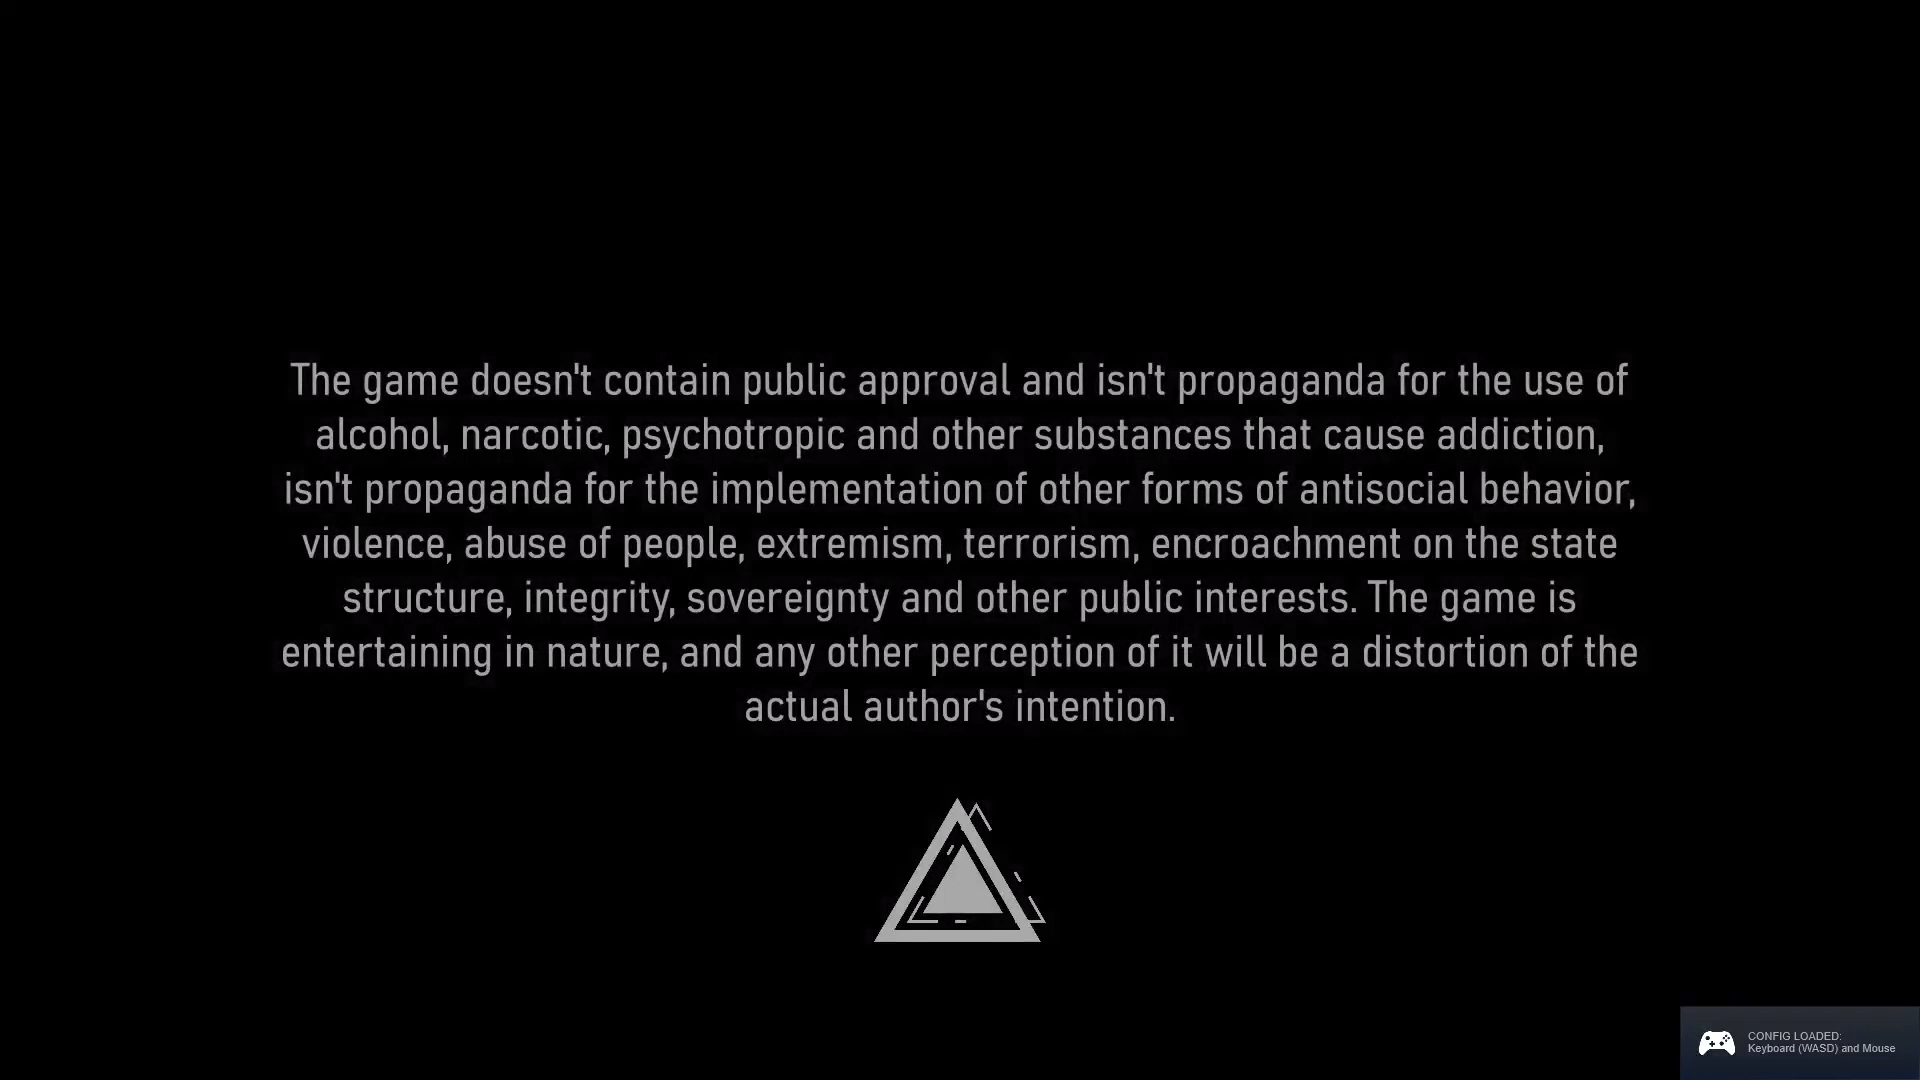 The game doesn't contain public approval and isn't propaganda for the use of
alcohol, narcotic, psychotropic and other substances that cause addiction,
isn't propaganda for the implementation of other forms of antisocial behavior,
violence, abuse of people, extremism, terrorism, encroachment on the state
structure, integrity, sovereignty and other public interests. The game is
entertaining in nature, and any other perception of it will be a distortion of the
actual author's intention.
CONFIG LOADED:
Keyboard (WASD) and Mouse